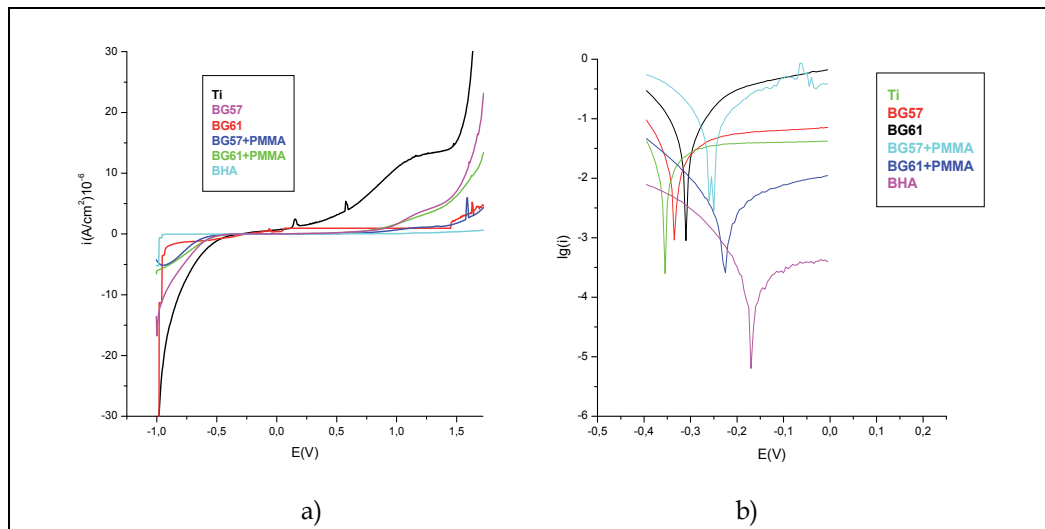 30
20
10
0
-10
-20
-30
i(A/cm²)10⁻⁶
Ti
BG57
BG61
BG57+PMMA
BG61+PMMA
BHA
-1,0
-0,5
0,0
0,5
1,0
1,5
E(V)
a)
0
-1
-2
-3
-4
-5
-6
lg(i)
Ti
BG57
BG61
BG57+PMMA
BG61+PMMA
BHA
-0,5
-0,4
-0,3
-0,2
-0,1
0,0
0,1
0,2
E(V)
b)